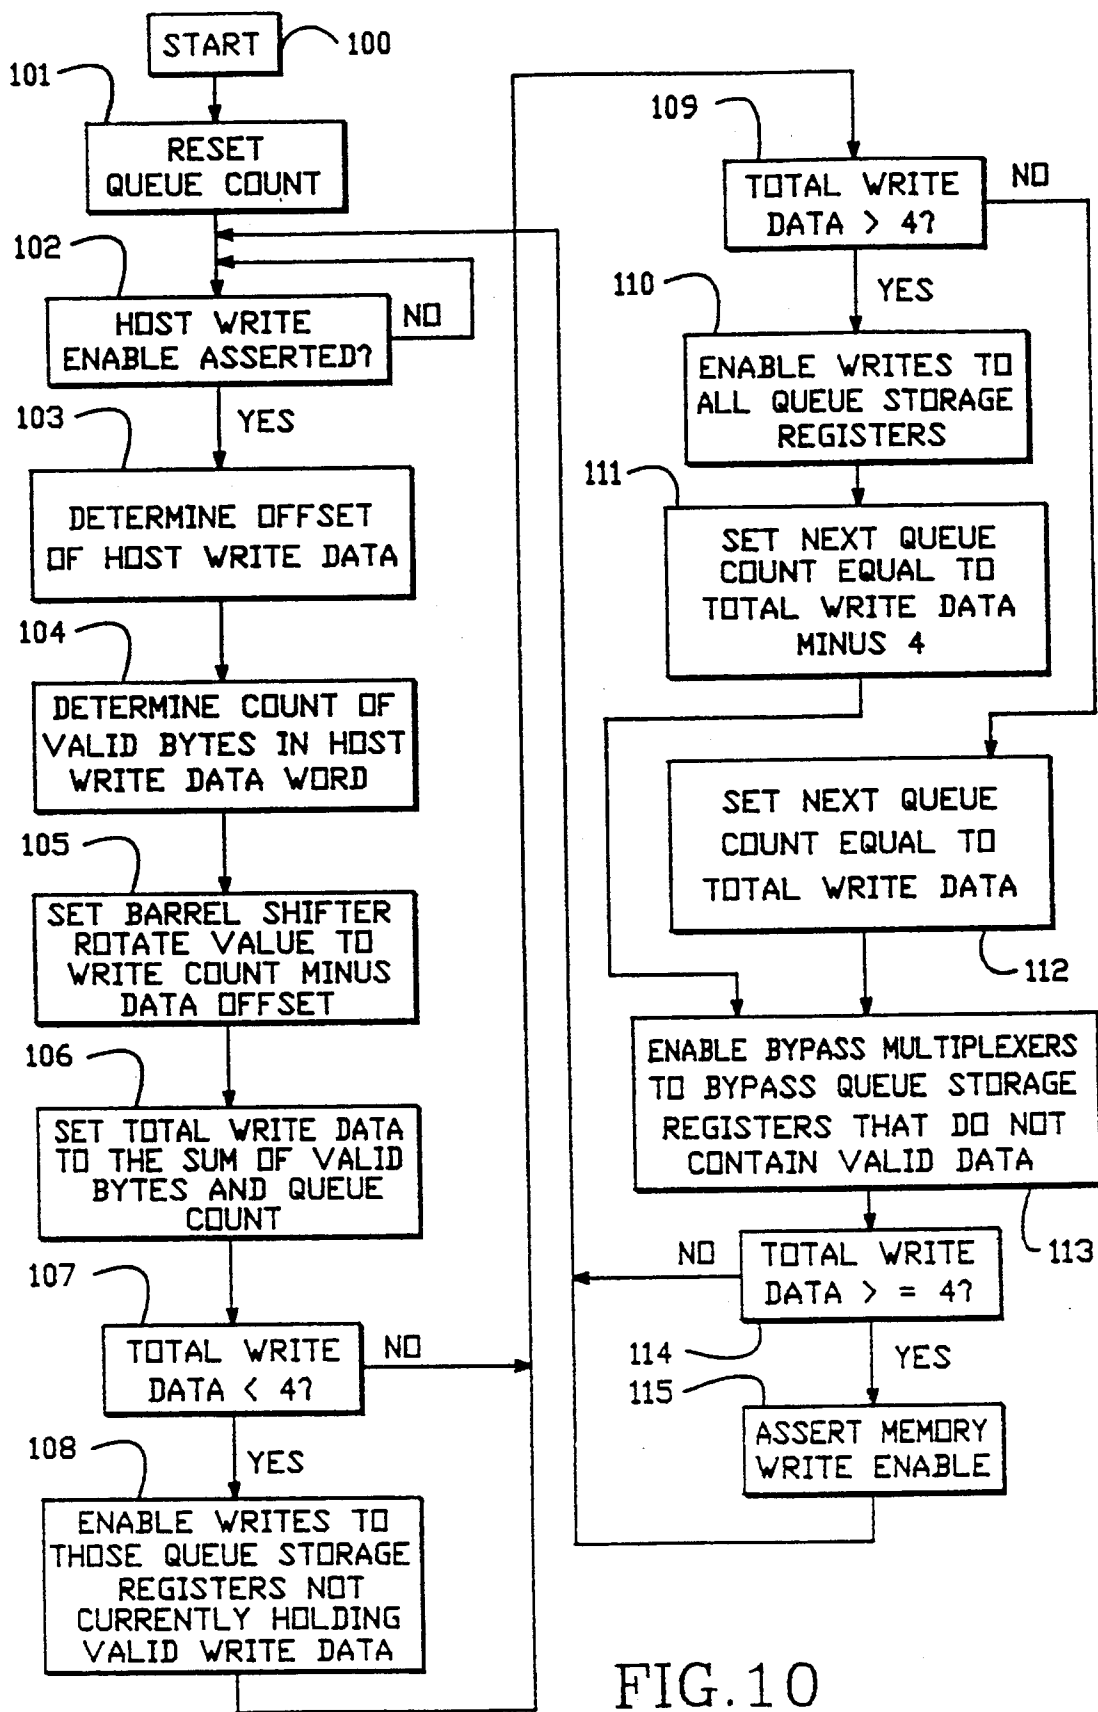 START
100
101
RESET
QUEUE COUNT
102
HOST WRITE
ENABLE ASSERTED?
NO
YES
103
DETERMINE OFFSET
OF HOST WRITE DATA
104
DETERMINE COUNT OF
VALID BYTES IN HOST
WRITE DATA WORD
105
SET BARREL SHIFTER
ROTATE VALUE TO
WRITE COUNT MINUS
DATA OFFSET
106
SET TOTAL WRITE DATA
TO THE SUM OF VALID
BYTES AND QUEUE
COUNT
107
TOTAL WRITE
DATA < 4?
NO
YES
108
ENABLE WRITES TO
THOSE QUEUE STORAGE
REGISTERS NOT
CURRENTLY HOLDING
VALID WRITE DATA
109
TOTAL WRITE
DATA > 4?
NO
YES
110
ENABLE WRITES TO
ALL QUEUE STORAGE
REGISTERS
111
SET NEXT QUEUE
COUNT EQUAL TO
TOTAL WRITE DATA
MINUS 4
SET NEXT QUEUE
COUNT EQUAL TO
TOTAL WRITE DATA
112
ENABLE BYPASS MULTIPLEXERS
TO BYPASS QUEUE STORAGE
REGISTERS THAT DO NOT
CONTAIN VALID DATA
113
TOTAL WRITE
DATA > = 4?
NO
114
YES
115
ASSERT MEMORY
WRITE ENABLE
FIG.10